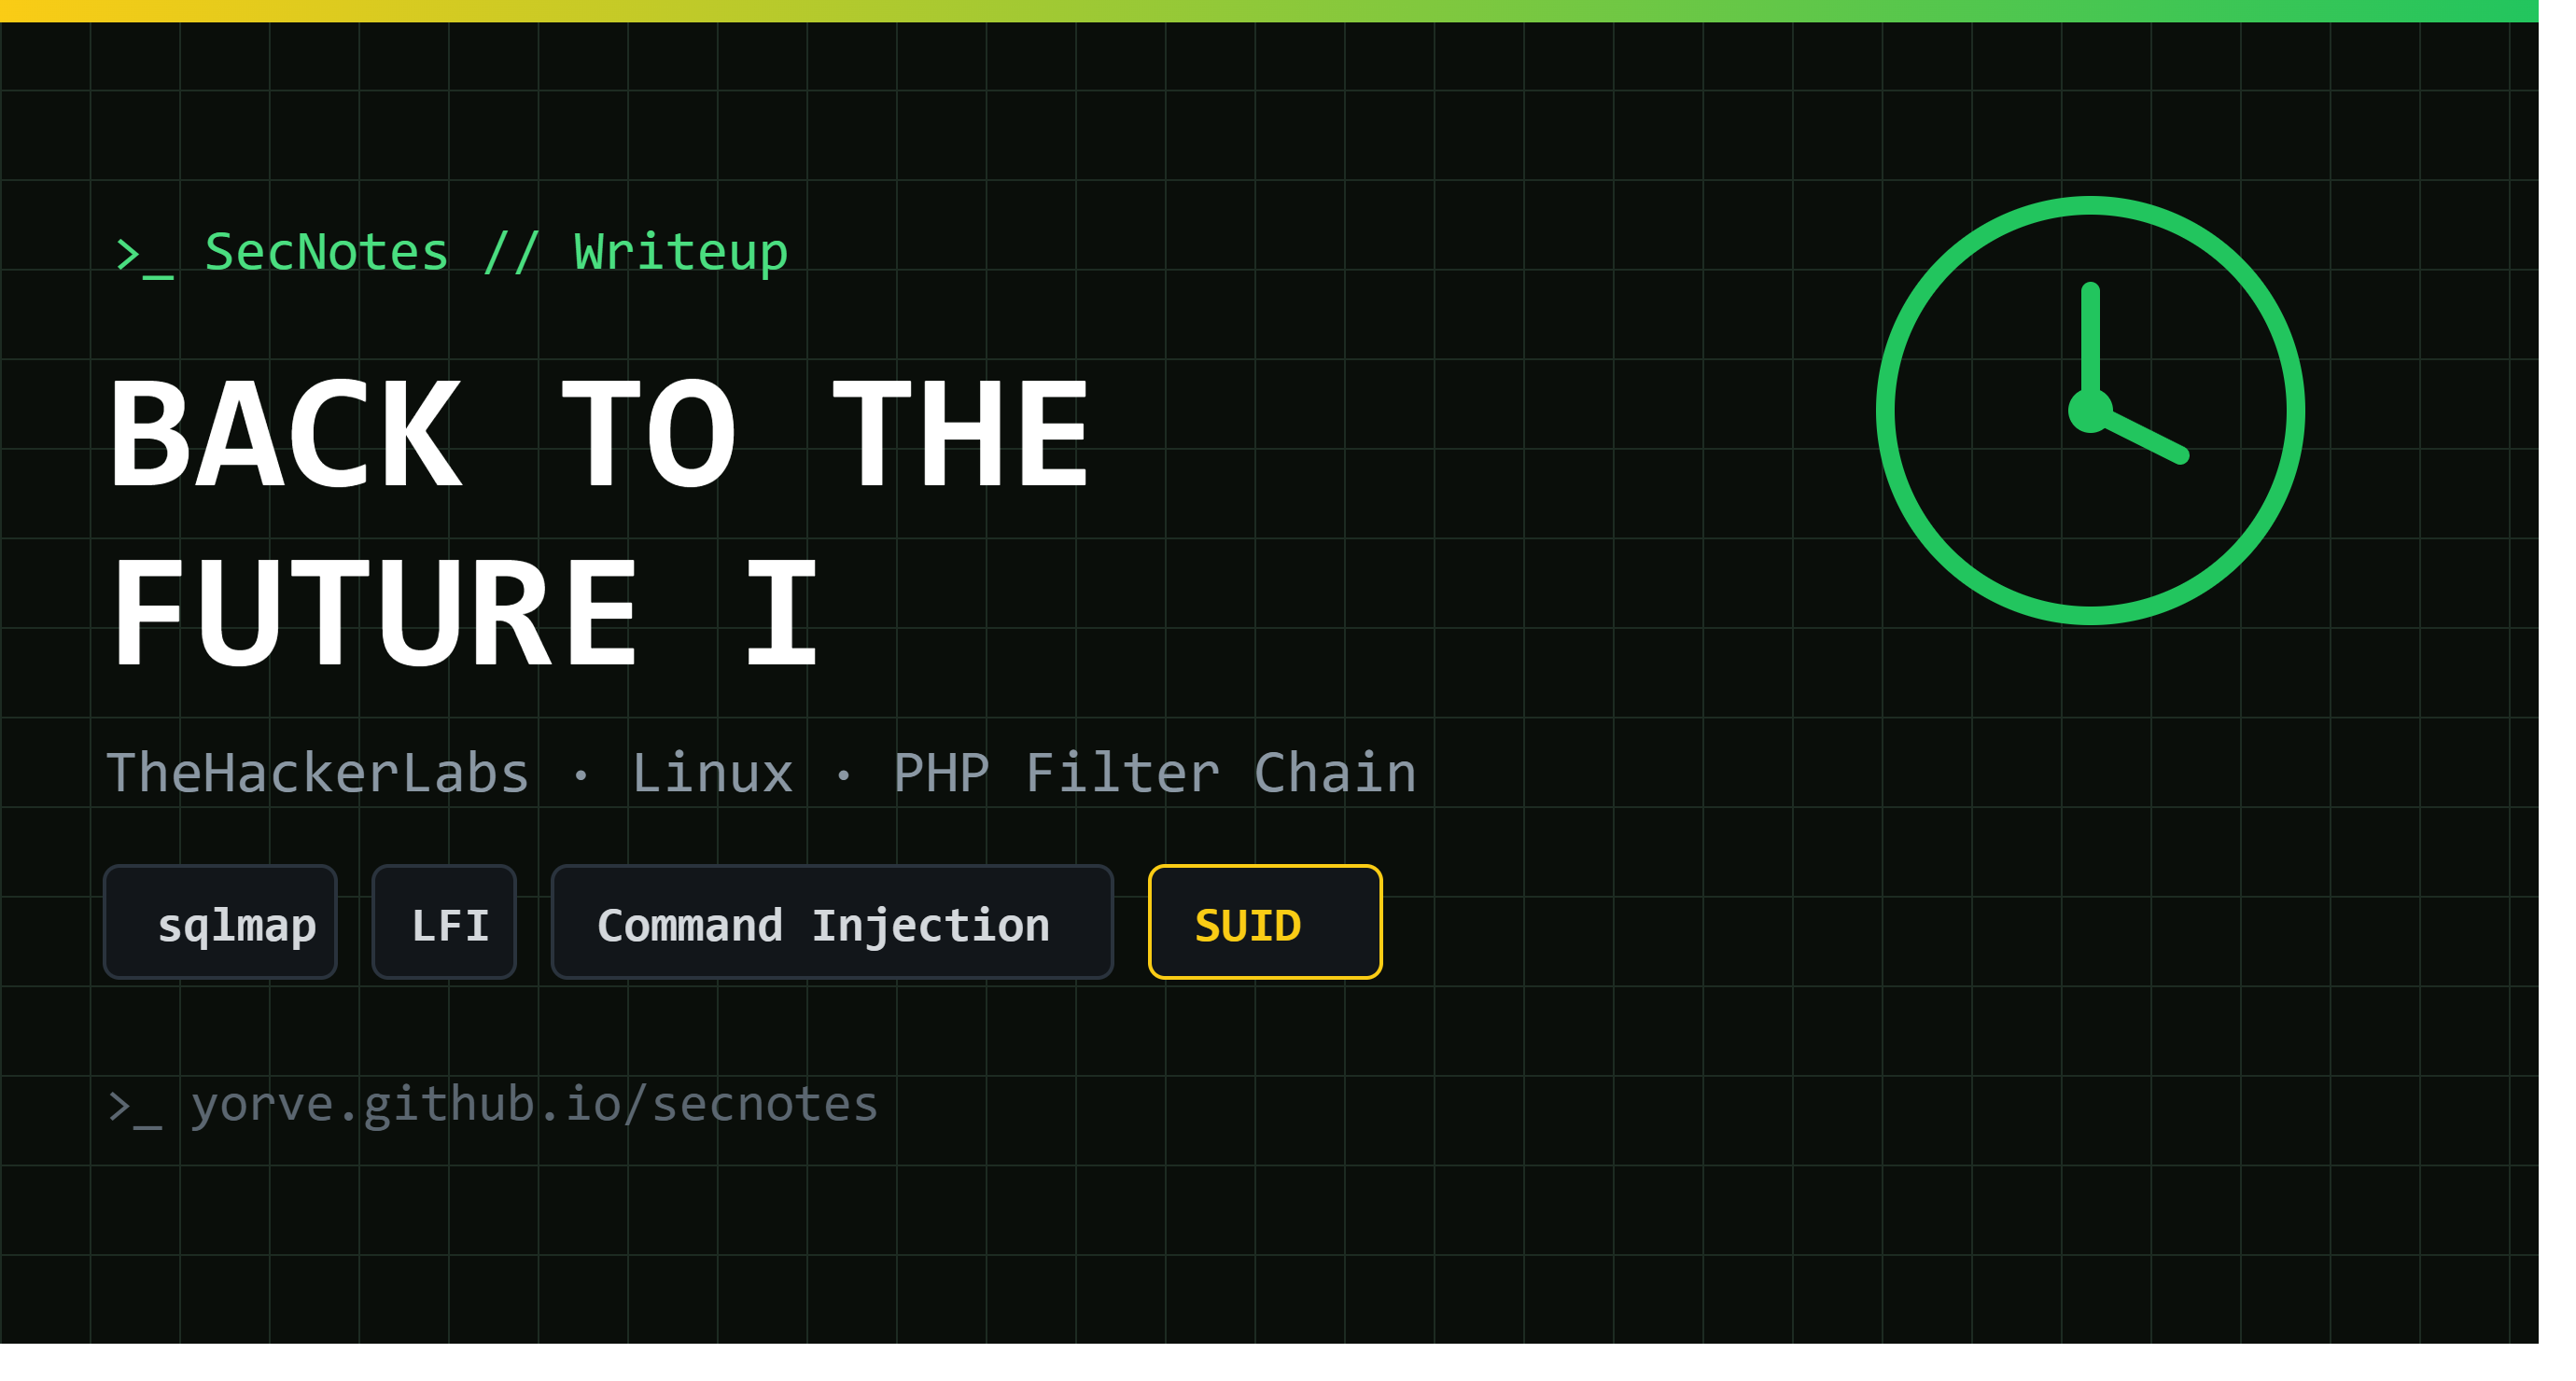 >_ SecNotes // Writeup
BACK TO THE
FUTURE I
TheHackerLabs · Linux · PHP Filter Chain
sqlmap LFI Command Injection SUID
>_ yorve.github.io/secnotes